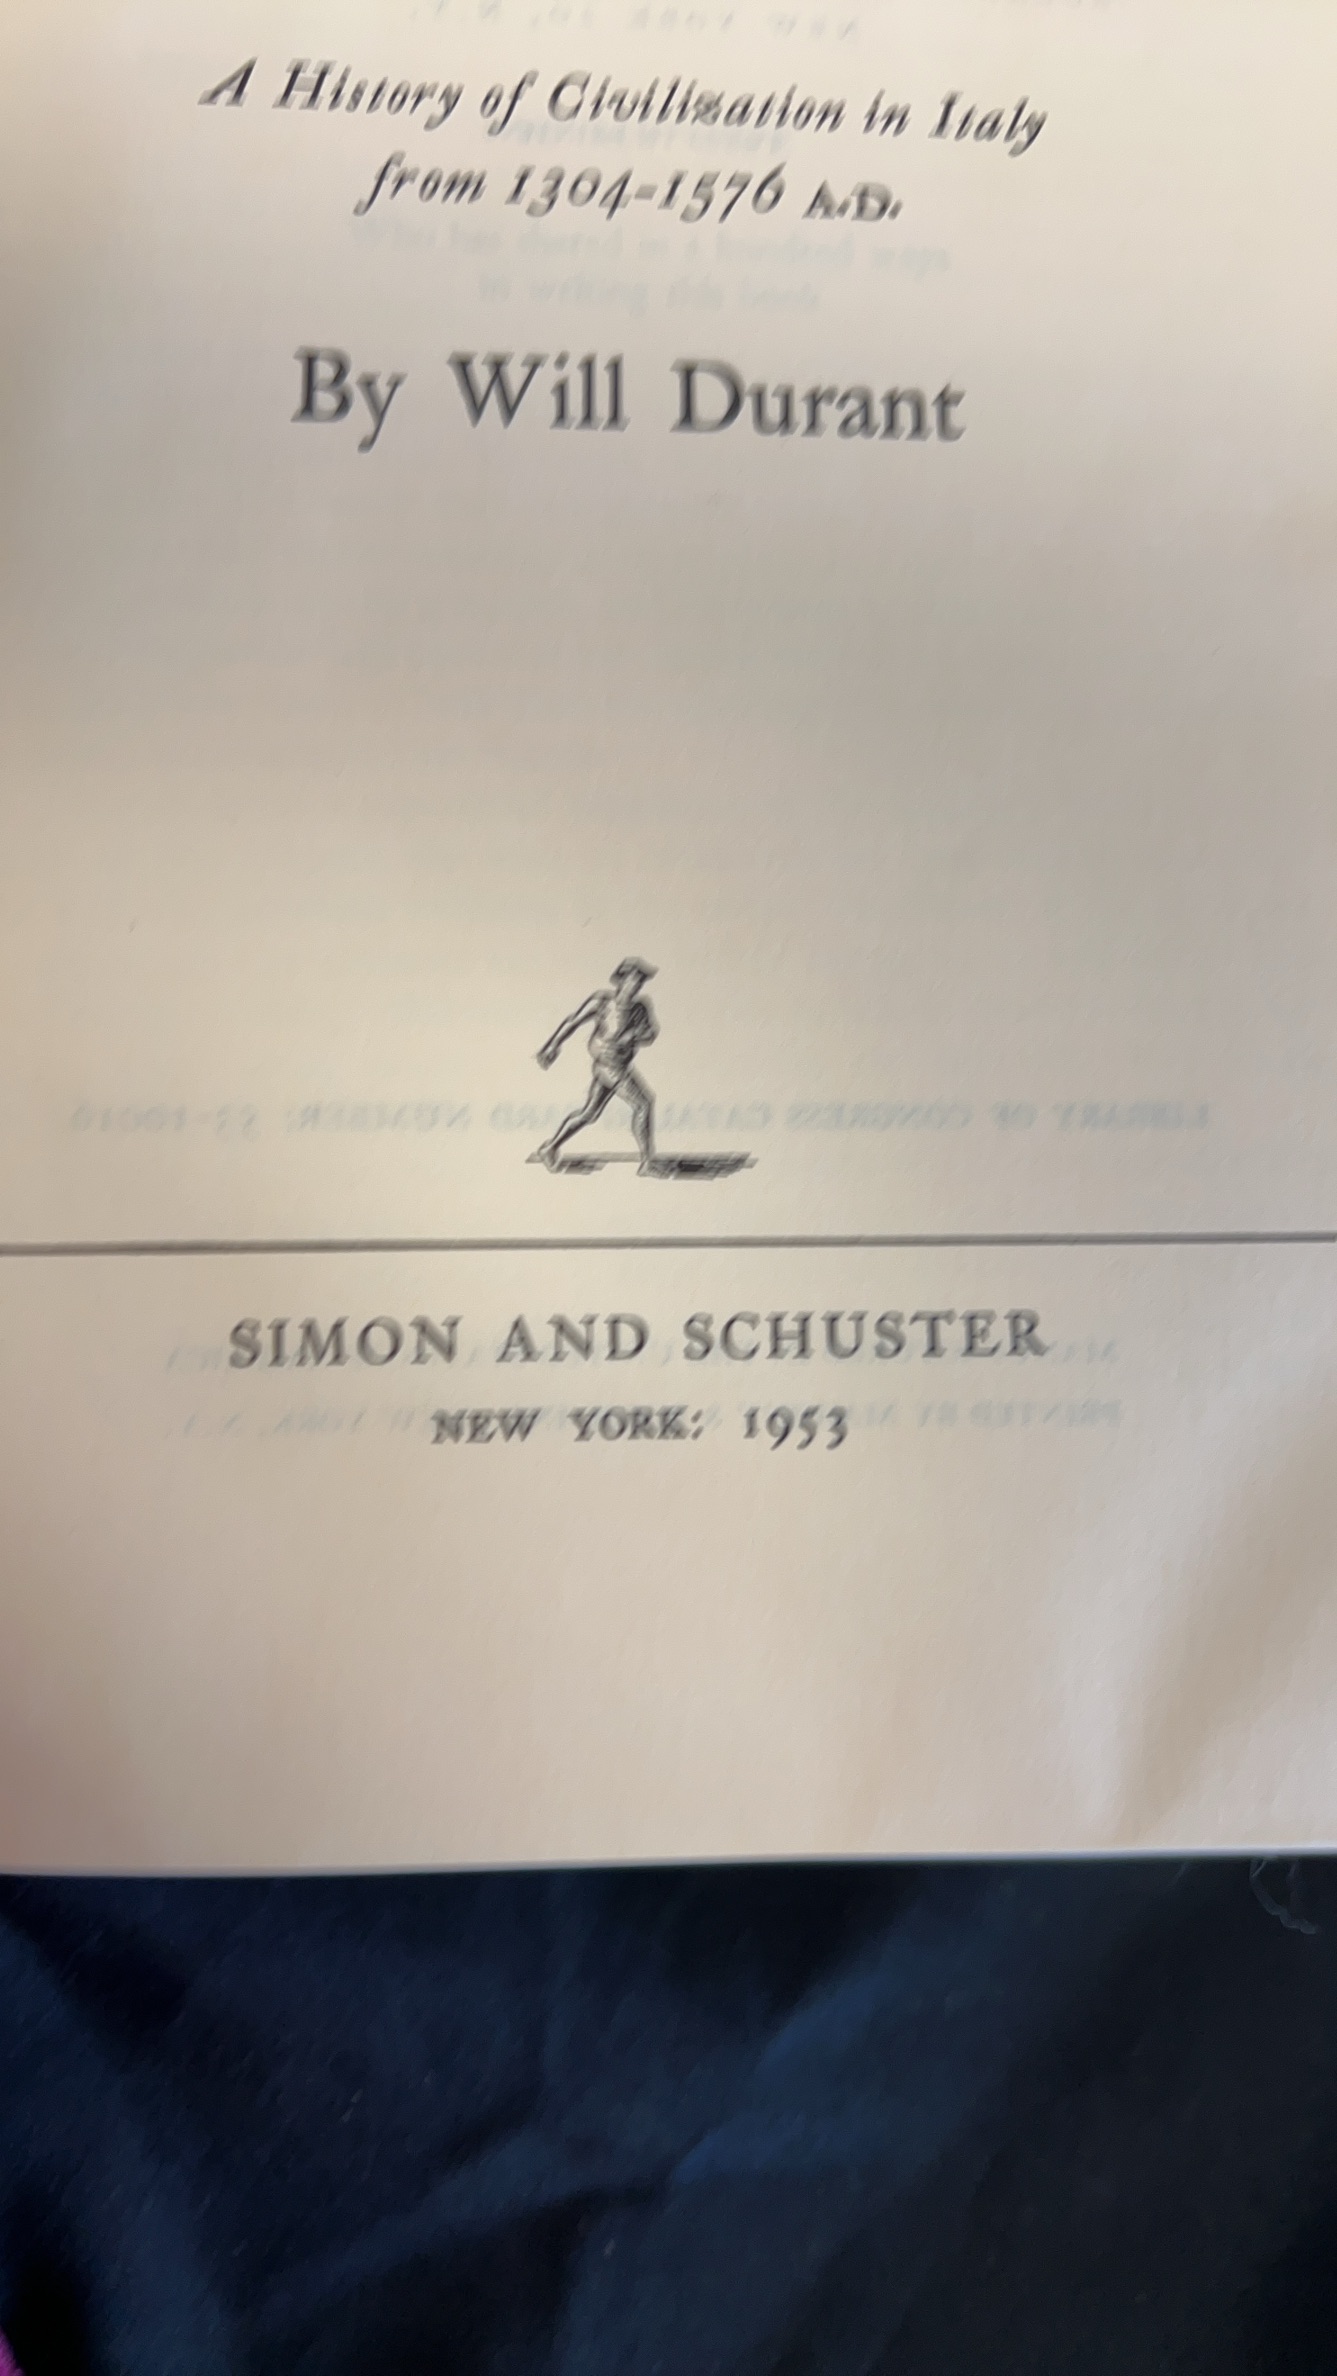 A History of Civilization in Italy
from 1304-1576 A.D.
By Will Durant
SIMON AND SCHUSTER
NEW YORK: 1953